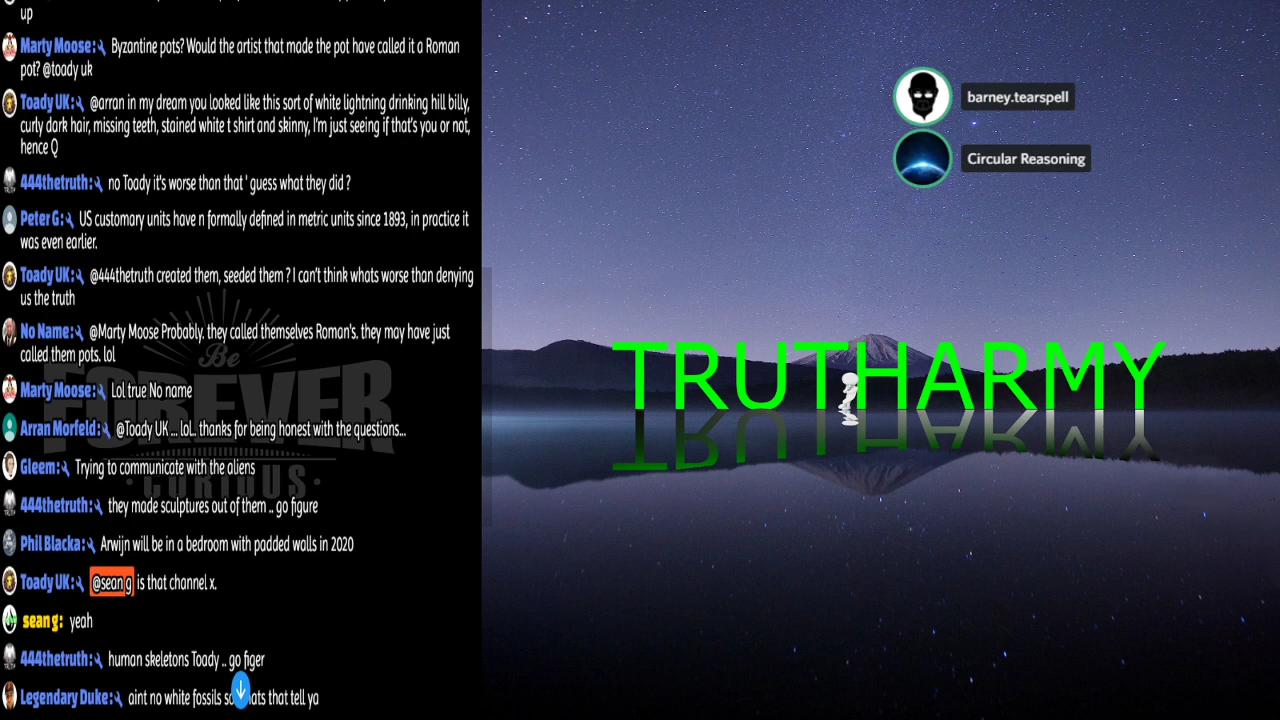 up
Marty Moose: Byzantine pots? Would the artist that made the pot have called it a Roman
pot? @toady uk
Toady UK: @arran in my dream you looked like this sort of white lightning drinking hill billy,
curly dark hair, missing teeth, stained white t shirt and skinny, I'm just seeing if that's you or not,
hence Q
444thetruth: no Toady it's worse than that ' guess what they did ?
Peter G: US customary units have n formally defined in metric units since 1893, in practice it
was even earlier.
Toady UK: @444thetruth created them, seeded them ? I can't think whats worse than denying
us the truth
No Name: @Marty Moose Probably. they called themselves Roman's. they may have just
called them pots. lol
Marty Moose: Lol true No name
Arran Morfeld: @Toady UK ... lol.. thanks for being honest with the questions...
Gleem: Trying to communicate with the aliens
444thetruth: they made sculptures out of them .. go figure
Phil Blacka: Arwijn will be in a bedroom with padded walls in 2020
Toady UK: @sean g is that channel x.
sean g: yeah
444thetruth: human skeletons Toady .. go figer
Legendary Duke: aint no white fossils so ats that tell ya
Be
FOREVER
CURIOUS
barney.tearspell
Circular Reasoning
TRUTHARMY